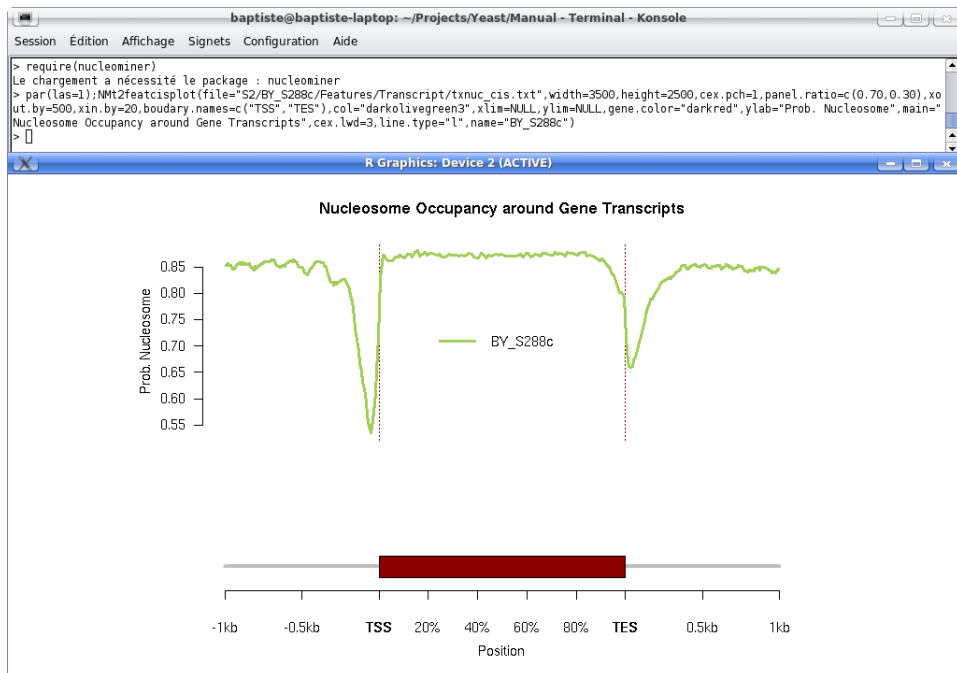 baptiste@baptiste-laptop: ~/Projects/Yeast/Manual - Terminal - Konsole
Session Édition Affichage Signets Configuration Aide
> require(nucleominer)
Le chargement a nécessité le package : nucleominer
> par(las=1);NMt2featcisplot(file="S2/BY_S288c/Features/Transcript/txnuc_cis.txt",width=3500,height=2500,cex.pch=1,panel.ratio=c(0.70,0.30),xo
ut.by=500,xin.by=20,boudary.names=c("TSS","TES"),col="darkolivegreen3",xlim=NULL,ylim=NULL,gene.color="darkred",ylab="Prob. Nucleosome",main="
Nucleosome Occupancy around Gene Transcripts",cex.lwd=3,line.type="l",name="BY_S288c")
>
R Graphics: Device 2 (ACTIVE)
Nucleosome Occupancy around Gene Transcripts
0.85
0.80
0.75
0.70
0.65
0.60
0.55
Prob. Nucleosome
BY_S288c
-1kb -0.5kb TSS 20% 40% 60% 80% TES 0.5kb 1kb
Position